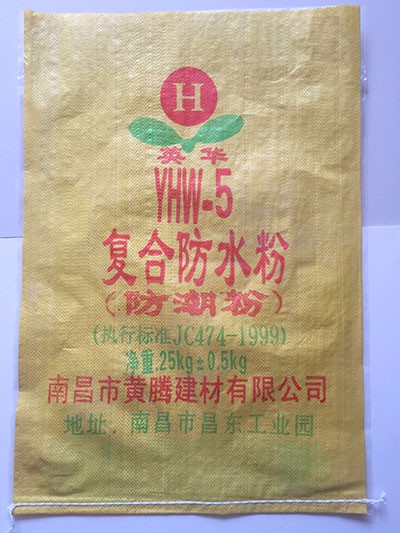 H
英华
YHW-5
复合防水粉
(防潮粉)
(执行标准JC474-1999)
净重.25kg±0.5kg
南昌市黄腾建材有限公司
地址.南昌市昌东工业园